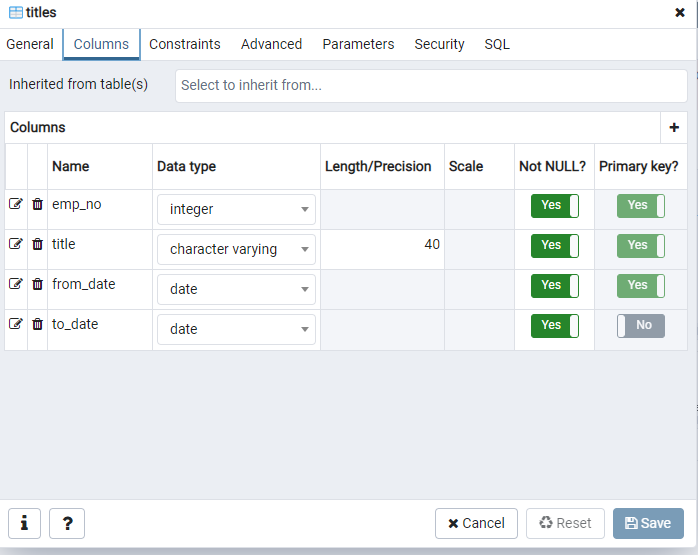 titles
General Columns Constraints Advanced Parameters Security SQL
Inherited from table(s) Select to inherit from...
Columns
Name Data type Length/Precision Scale Not NULL? Primary key?
emp_no integer Yes Yes
title character varying 40 Yes Yes
from_date date Yes Yes
to_date date Yes No
i ? Cancel Reset Save